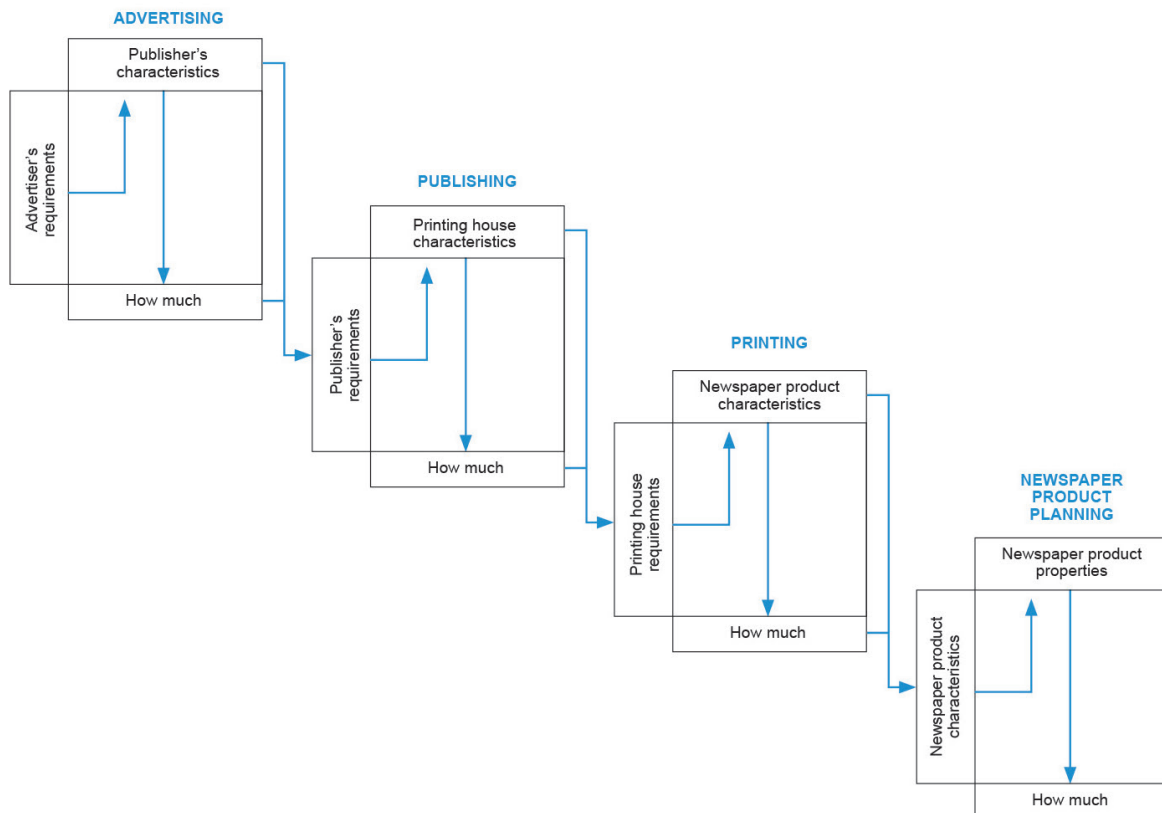 ADVERTISING
Publisher's
characteristics
Advertiser's
requirements
How much
PUBLISHING
Printing house
characteristics
Publisher's
requirements
How much
PRINTING
Newspaper product
characteristics
Printing house
requirements
How much
NEWSPAPER
PRODUCT
PLANNING
Newspaper product
properties
Newspaper product
characteristics
How much